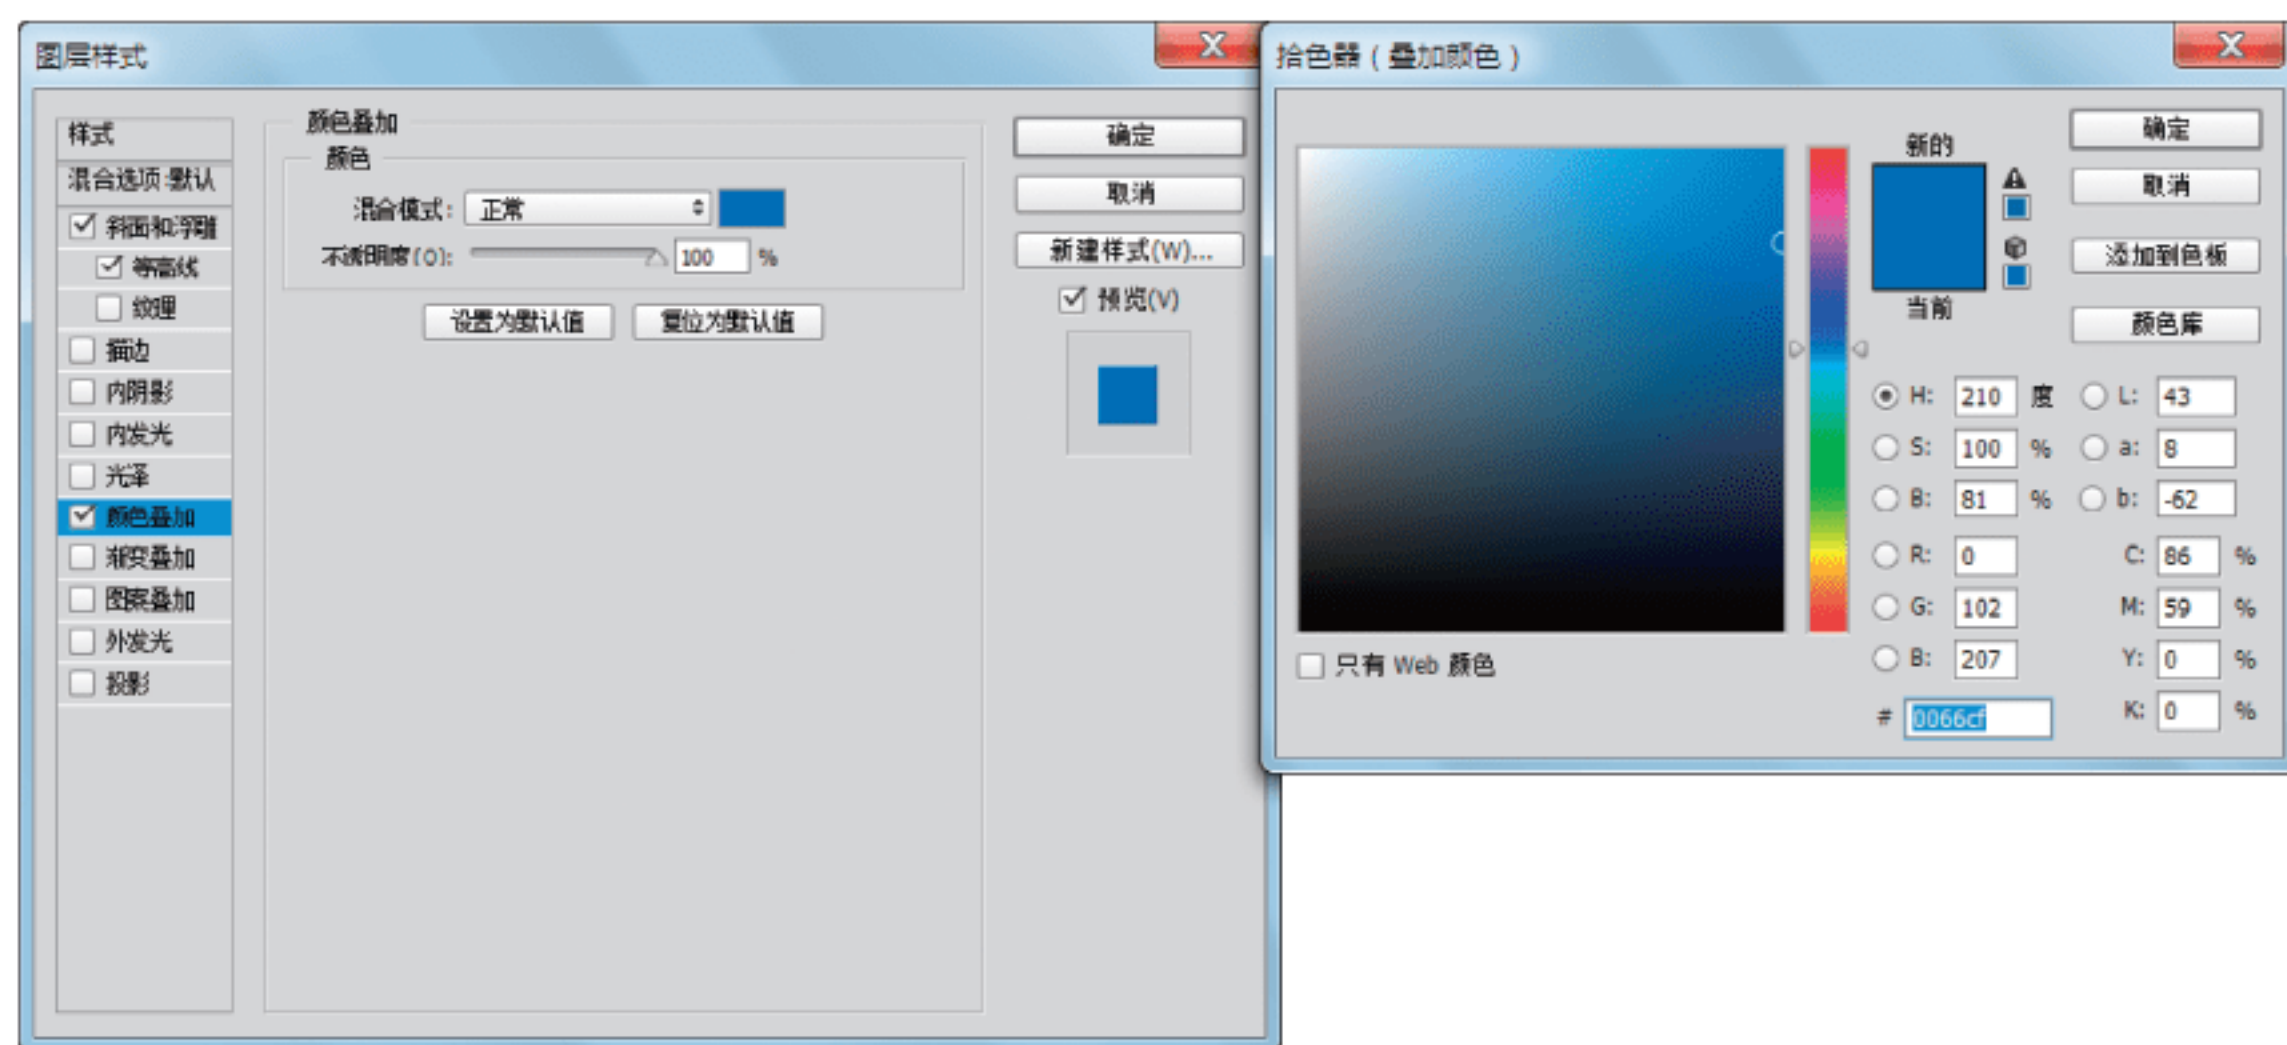 图层样式
样式
混合选项:默认
斜面和浮雕
等高线
纹理
描边
内阴影
内发光
光泽
颜色叠加
渐变叠加
图案叠加
外发光
投影
颜色叠加
颜色
混合模式: 正常
不透明度(O): 100 %
设置为默认值 复位为默认值
确定
取消
新建样式(W)...
预览(V)
拾色器(叠加颜色)
新的
当前
确定
取消
添加到色板
颜色库
H: 210 度 L: 43
S: 100 % a: 8
B: 81 % b: -62
R: 0 C: 86 %
G: 102 M: 59 %
B: 207 Y: 0 %
# 0066cf K: 0 %
只有 Web 颜色